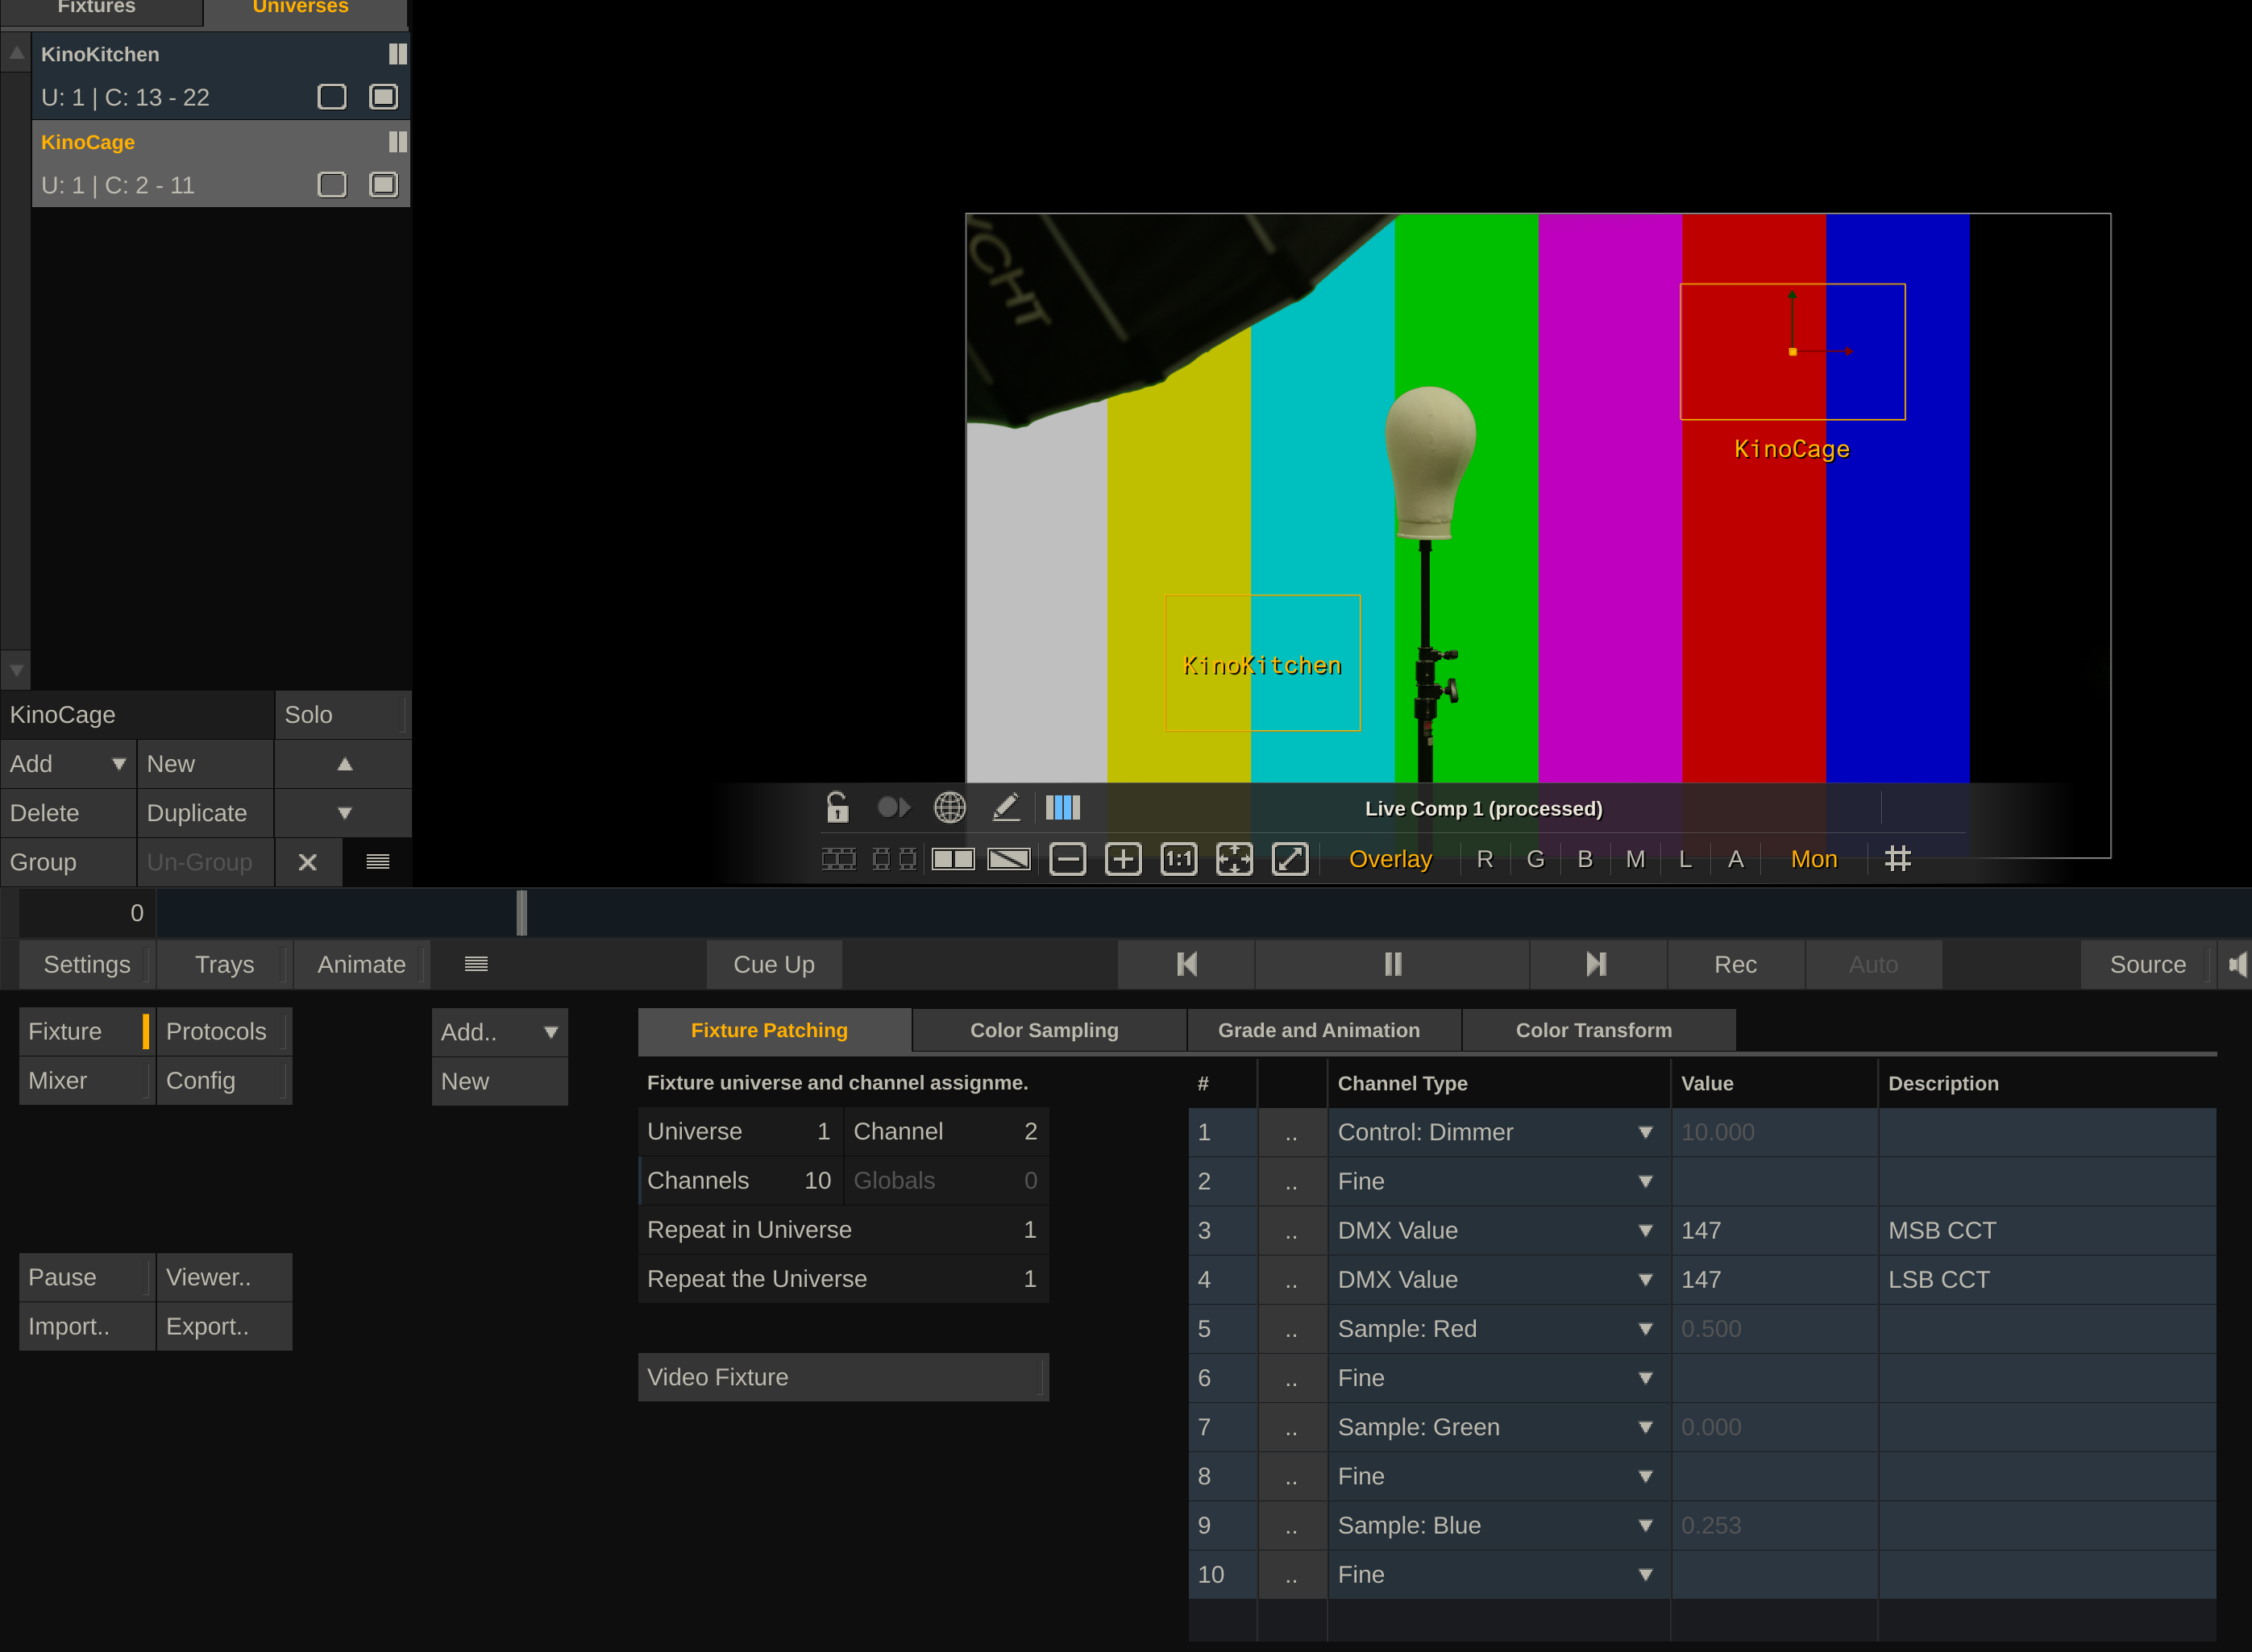 Fixtures
Universes
KinoKitchen
U: 1 | C: 13 - 22
KinoCage
U: 1 | C: 2 - 11
YCHT
KinoCage
KinoKitchen
KinoCage
Solo
Add
New
Delete
Duplicate
Group
Un-Group
Live Comp 1 (processed)
1:1
Overlay
R
G
B
M
L
A
Mon
0
Settings
Trays
Animate
Cue Up
Rec
Auto
Source
Fixture
Protocols
Mixer
Config
Add..
New
Pause
Viewer..
Import..
Export..
Fixture Patching
Color Sampling
Grade and Animation
Color Transform
Fixture universe and channel assignme.
Universe 1
Channel 2
Channels 10
Globals 0
Repeat in Universe 1
Repeat the Universe 1
Video Fixture
# Channel Type Value Description
1 .. Control: Dimmer 10.000
2 .. Fine
3 .. DMX Value 147 MSB CCT
4 .. DMX Value 147 LSB CCT
5 .. Sample: Red 0.500
6 .. Fine
7 .. Sample: Green 0.000
8 .. Fine
9 .. Sample: Blue 0.253
10 .. Fine